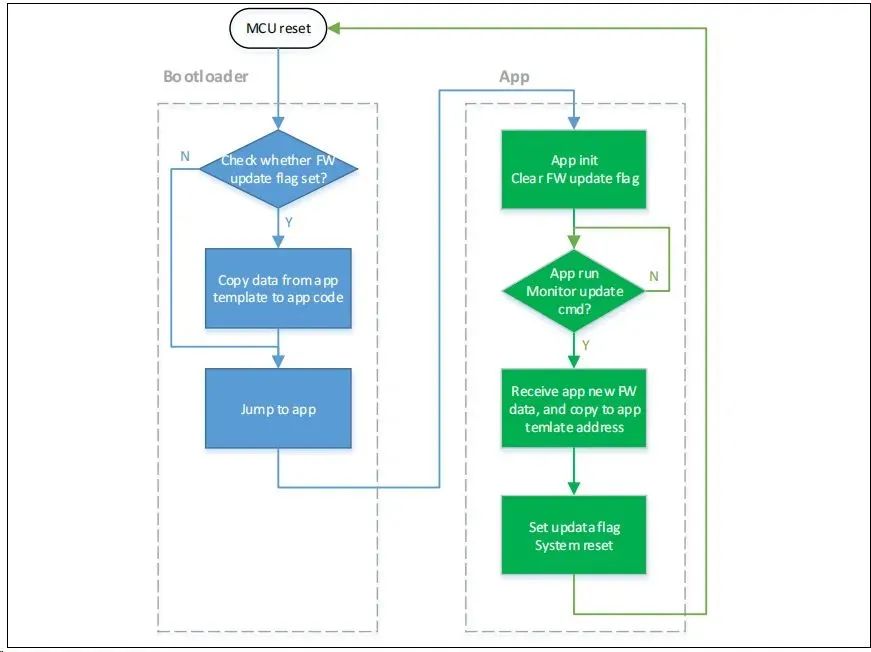 MCU reset
Bootloader
N
Check whether FW
update flag set?
Y
Copy data from app
template to app code
Jump to app
App
App init
Clear FW update flag
App run
Monitor update
cmd?
N
Y
Receive app new FW
data, and copy to app
temlate address
Set updata flag
System reset